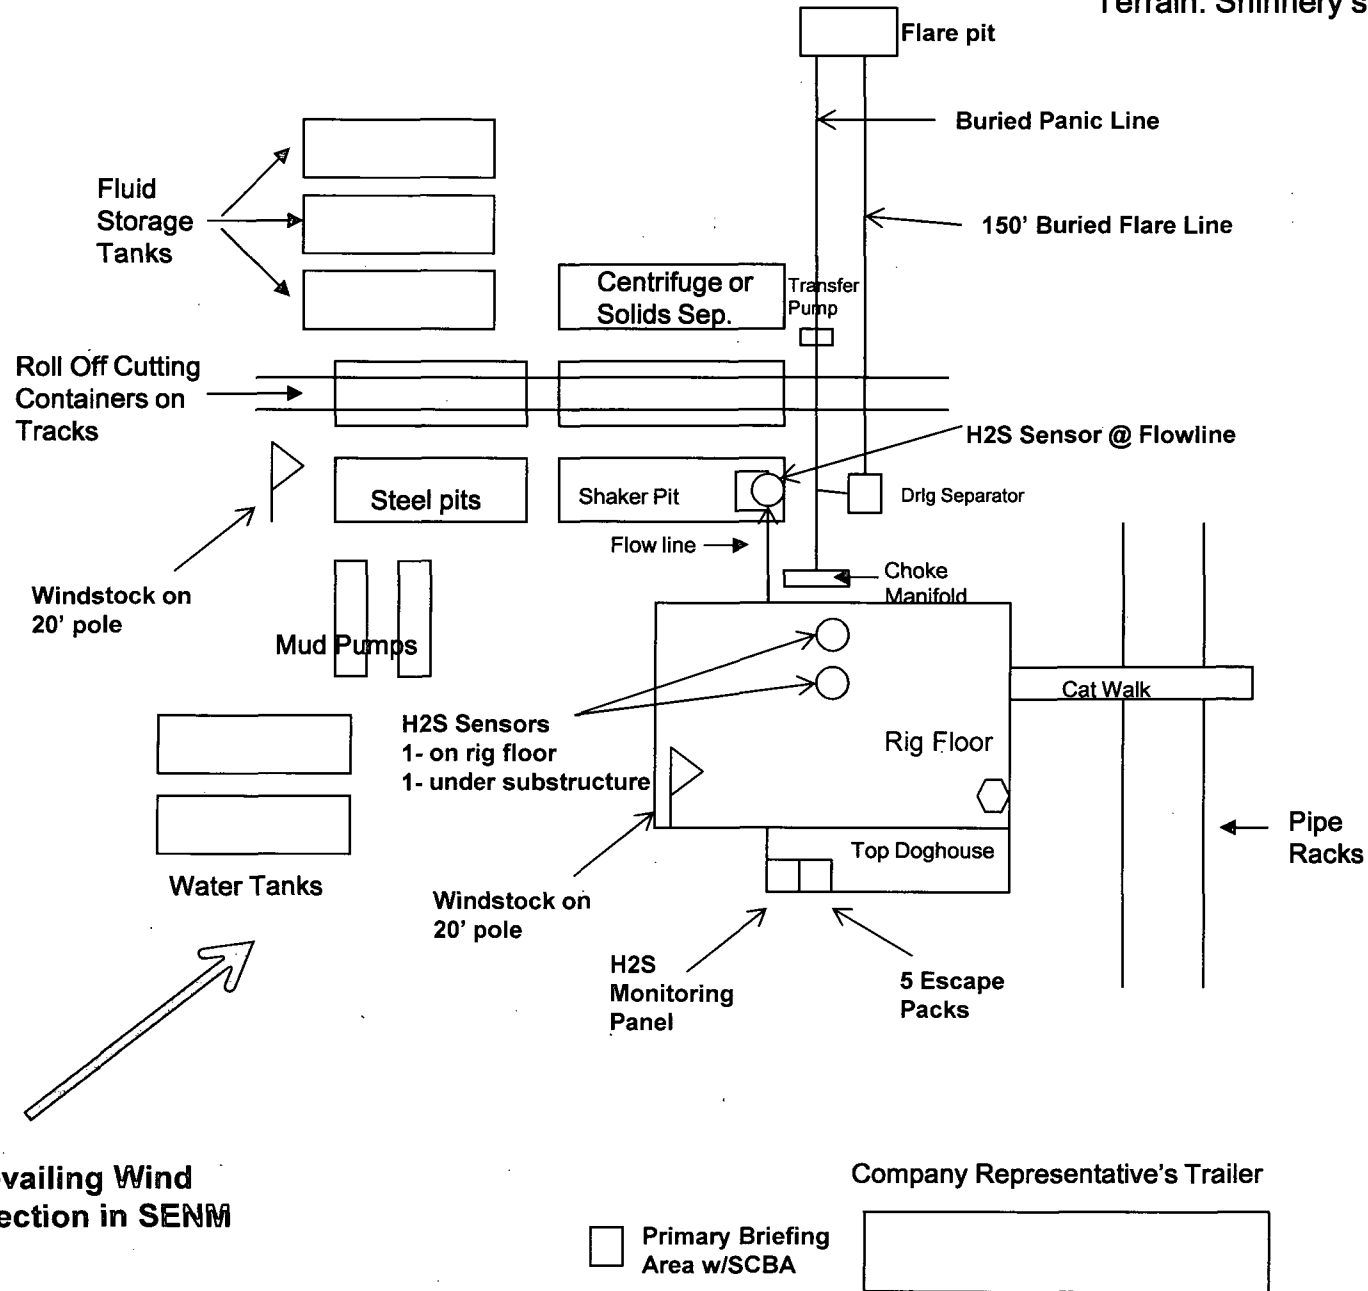 Terrain: Shinnery s
Flare pit
Buried Panic Line
Fluid
Storage
Tanks
150' Buried Flare Line
Centrifuge or
Solids Sep.
Transfer
Pump
Roll Off Cutting
Containers on
Tracks
H2S Sensor @ Flowline
Steel pits
Shaker Pit
Drlg Separator
Flow line
Choke
Manifold
Windstock on
20' pole
Mud Pumps
Cat Walk
H2S Sensors
1- on rig floor
1- under substructure
Rig Floor
Pipe
Racks
Top Doghouse
Water Tanks
Windstock on
20' pole
H2S
Monitoring
Panel
5 Escape
Packs
evailing Wind
ection in SENM
Company Representative's Trailer
Primary Briefing
Area w/SCBA